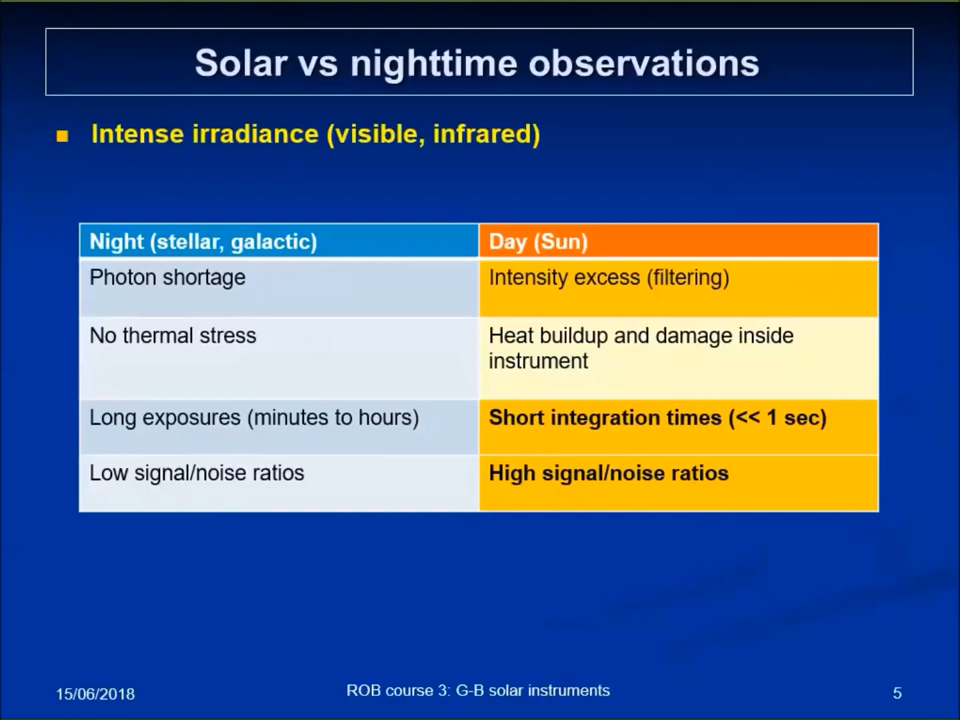 Solar vs nighttime observations
Intense irradiance (visible, infrared)
Night (stellar, galactic)
Day (Sun)
Photon shortage
Intensity excess (filtering)
No thermal stress
Heat buildup and damage inside
instrument
Long exposures (minutes to hours)
Short integration times (<< 1 sec)
Low signal/noise ratios
High signal/noise ratios
15/06/2018
ROB course 3: G-B solar instruments
5